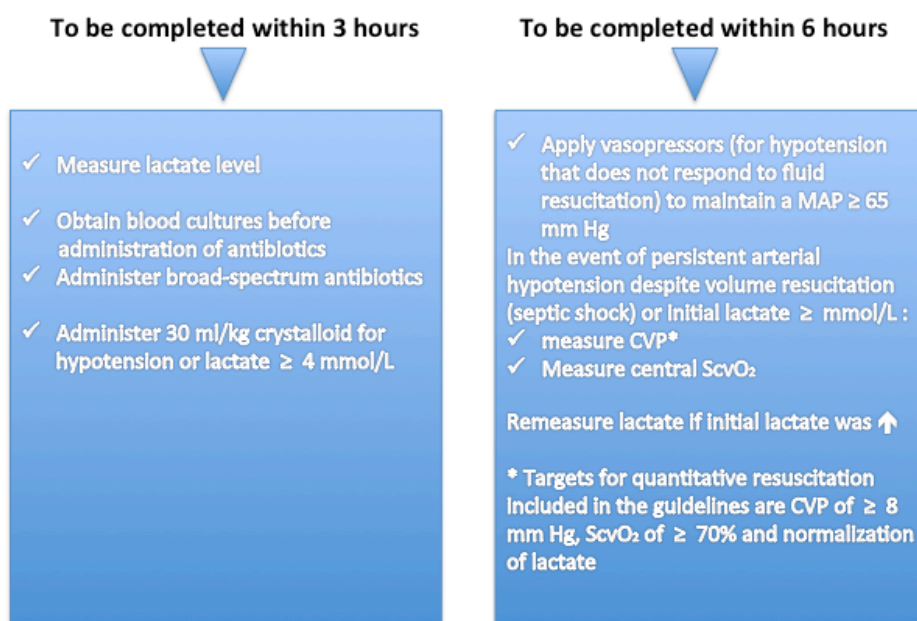 To be completed within 3 hours
✓ Measure lactate level
✓ Obtain blood cultures before
administration of antibiotics
✓ Administer broad-spectrum antibiotics
✓ Administer 30 ml/kg crystalloid for
hypotension or lactate ≥ 4 mmol/L
To be completed within 6 hours
✓ Apply vasopressors (for hypotension
that does not respond to fluid
resucitation) to maintain a MAP ≥ 65
mm Hg
In the event of persistent arterial
hypotension despite volume resucitation
(septic shock) or initial lactate ≥ mmol/L :
✓ measure CVP*
✓ Measure central ScvO₂
Remeasure lactate if initial lactate was ↑
* Targets for quantitative resuscitation
included in the guidelines are CVP of ≥ 8
mm Hg, ScvO₂ of ≥ 70% and normalization
of lactate